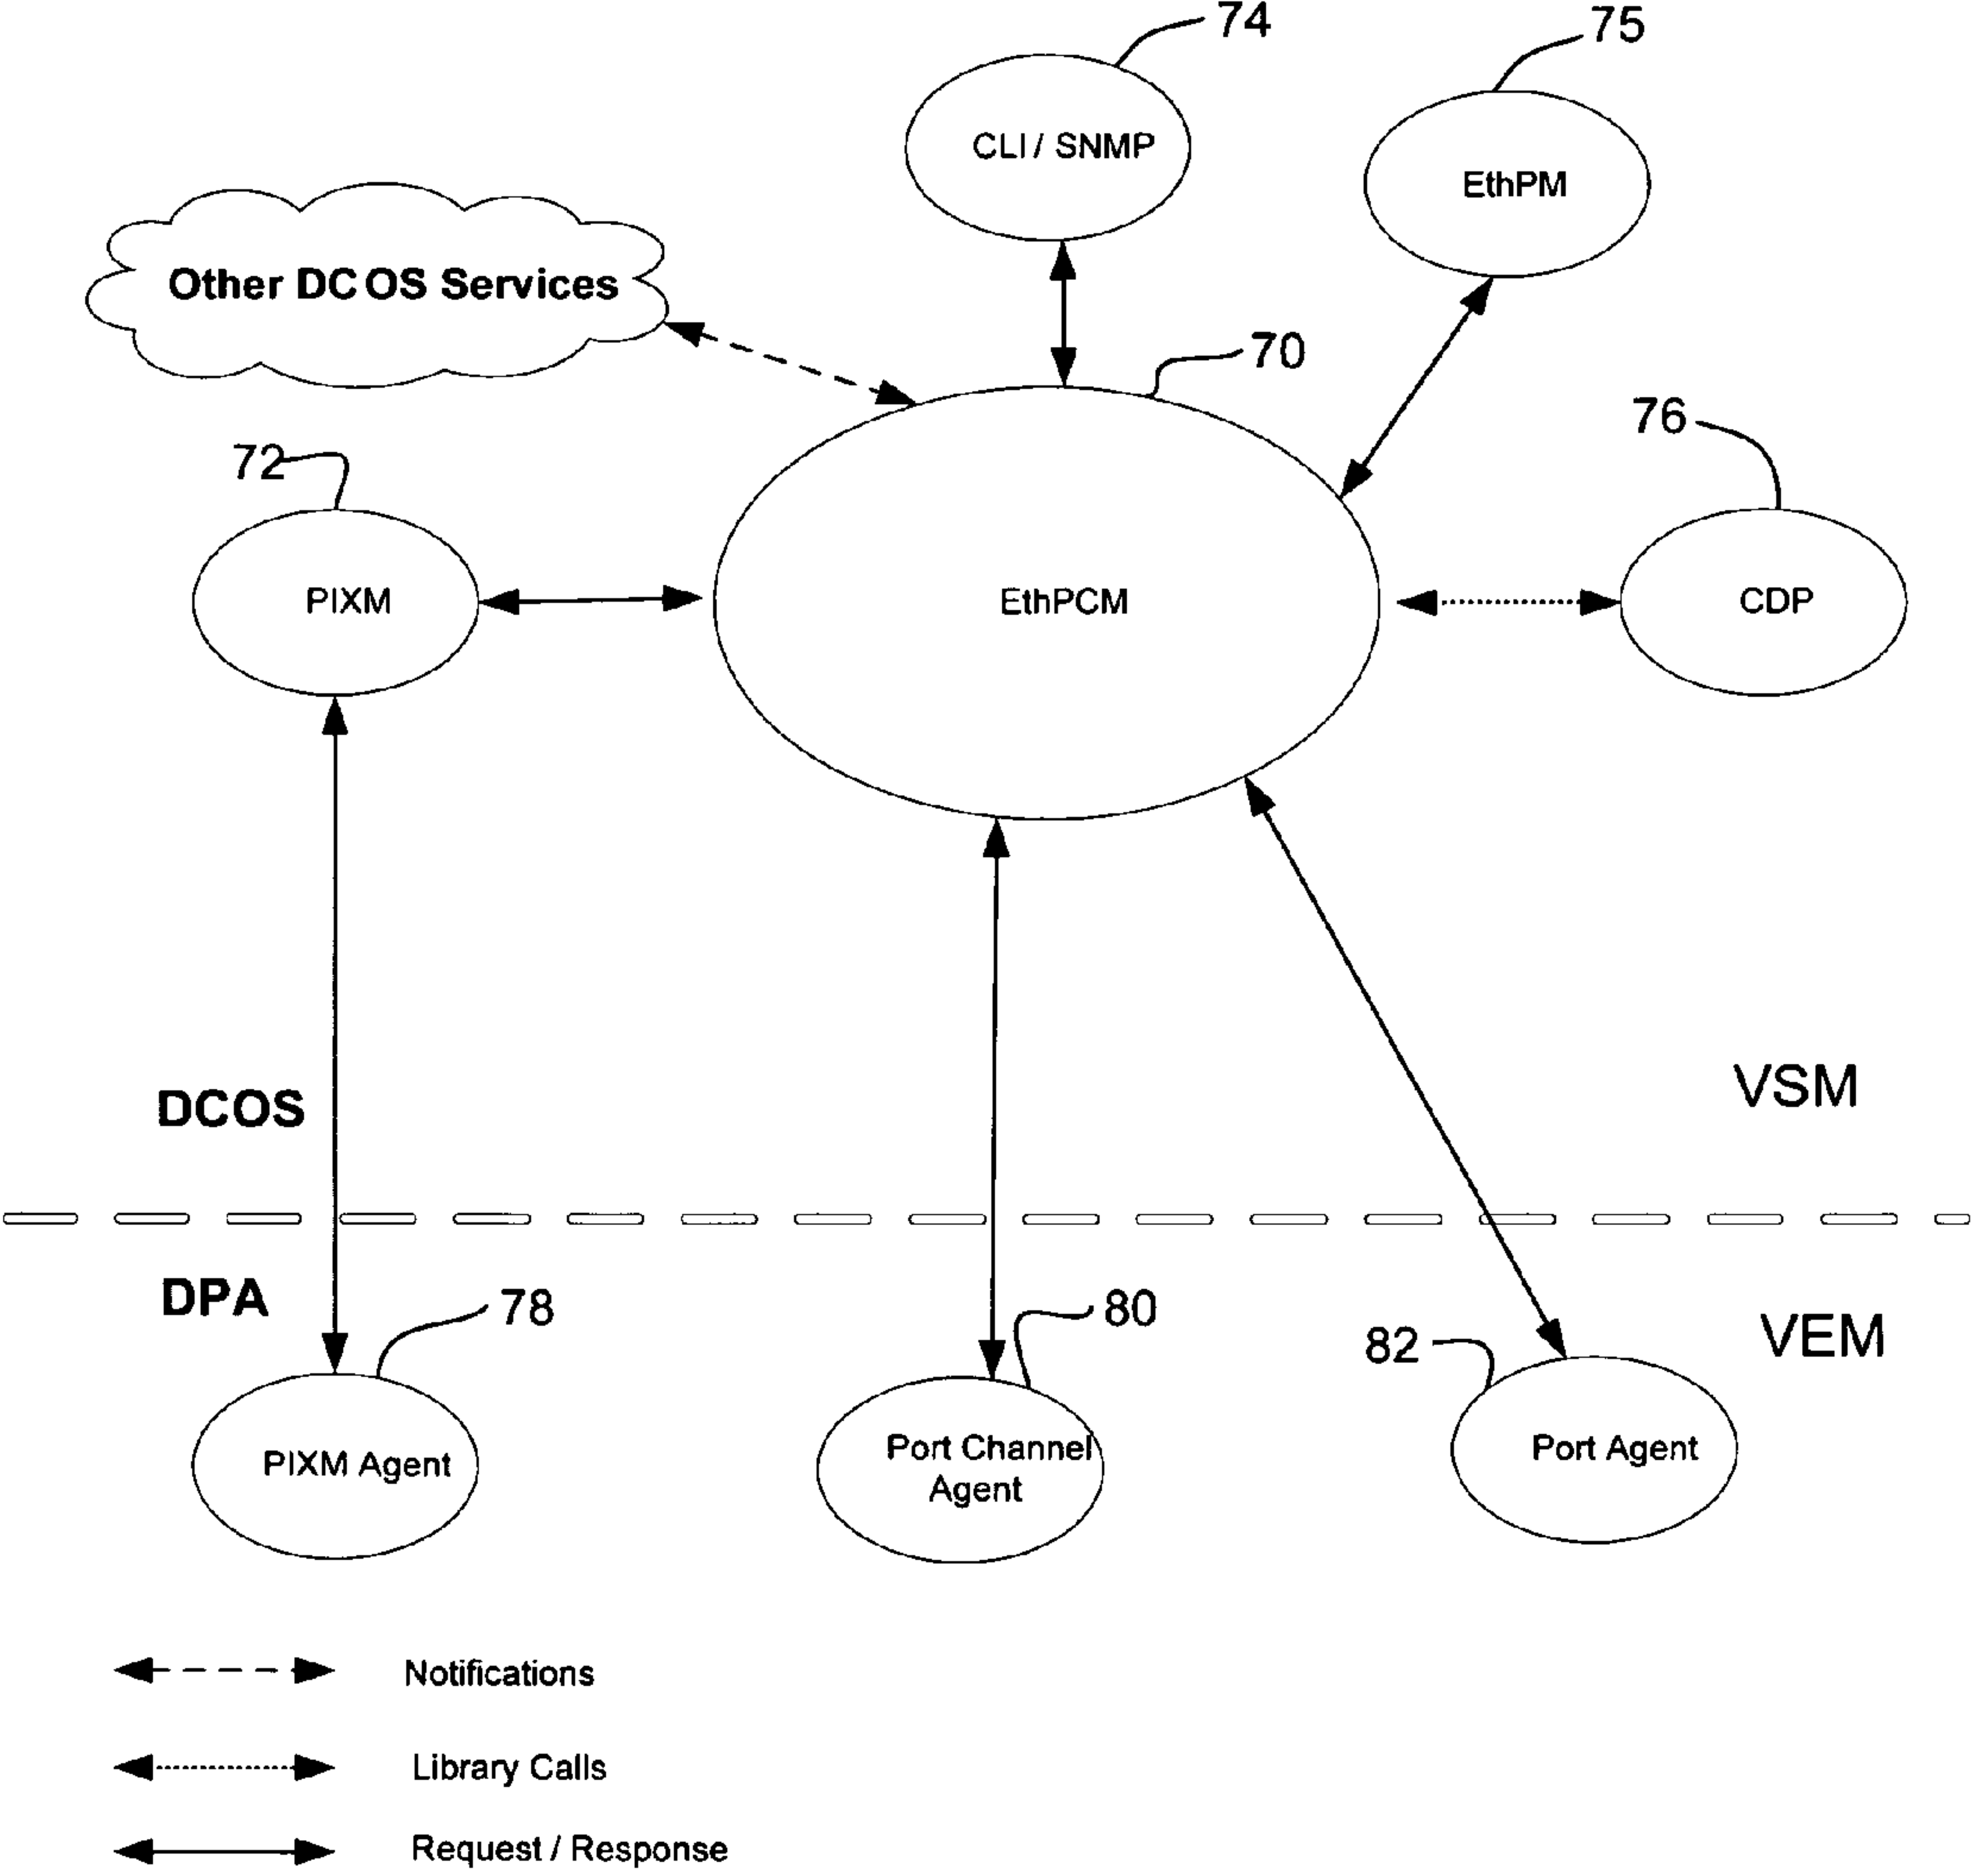 74
75
CLI / SNMP
EthPM
Other DC OS Services
70
76
72
PIXM
EthPCM
CDP
DCOS
VSM
DPA
78
80
82
VEM
PIXM Agent
Port Channel
Agent
Port Agent
Notifications
Library Calls
Request / Response